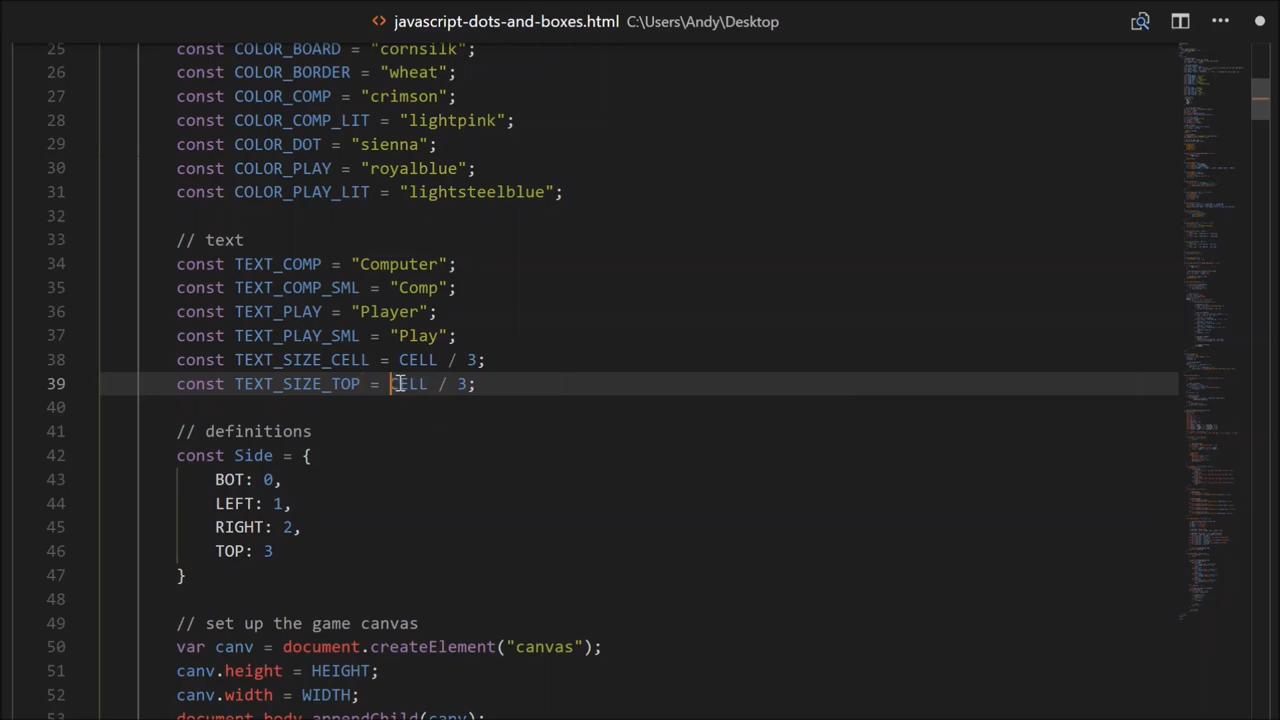 javascript-dots-and-boxes.html C:\Users\Andy\Desktop
25 const COLOR_BOARD = "cornsilk";
26 const COLOR_BORDER = "wheat";
27 const COLOR_COMP = "crimson";
28 const COLOR_COMP_LIT = "lightpink";
29 const COLOR_DOT = "sienna";
30 const COLOR_PLAY = "royalblue";
31 const COLOR_PLAY_LIT = "lightsteelblue";
32
33 // text
34 const TEXT_COMP = "Computer";
35 const TEXT_COMP_SML = "Comp";
36 const TEXT_PLAY = "Player";
37 const TEXT_PLAY_SML = "Play";
38 const TEXT_SIZE_CELL = CELL / 3;
39 const TEXT_SIZE_TOP = CELL / 3;
40
41 // definitions
42 const Side = {
43 BOT: 0,
44 LEFT: 1,
45 RIGHT: 2,
46 TOP: 3
47 }
48
49 // set up the game canvas
50 var canv = document.createElement("canvas");
51 canv.height = HEIGHT;
52 canv.width = WIDTH;
53 document.body.appendChild(canv);